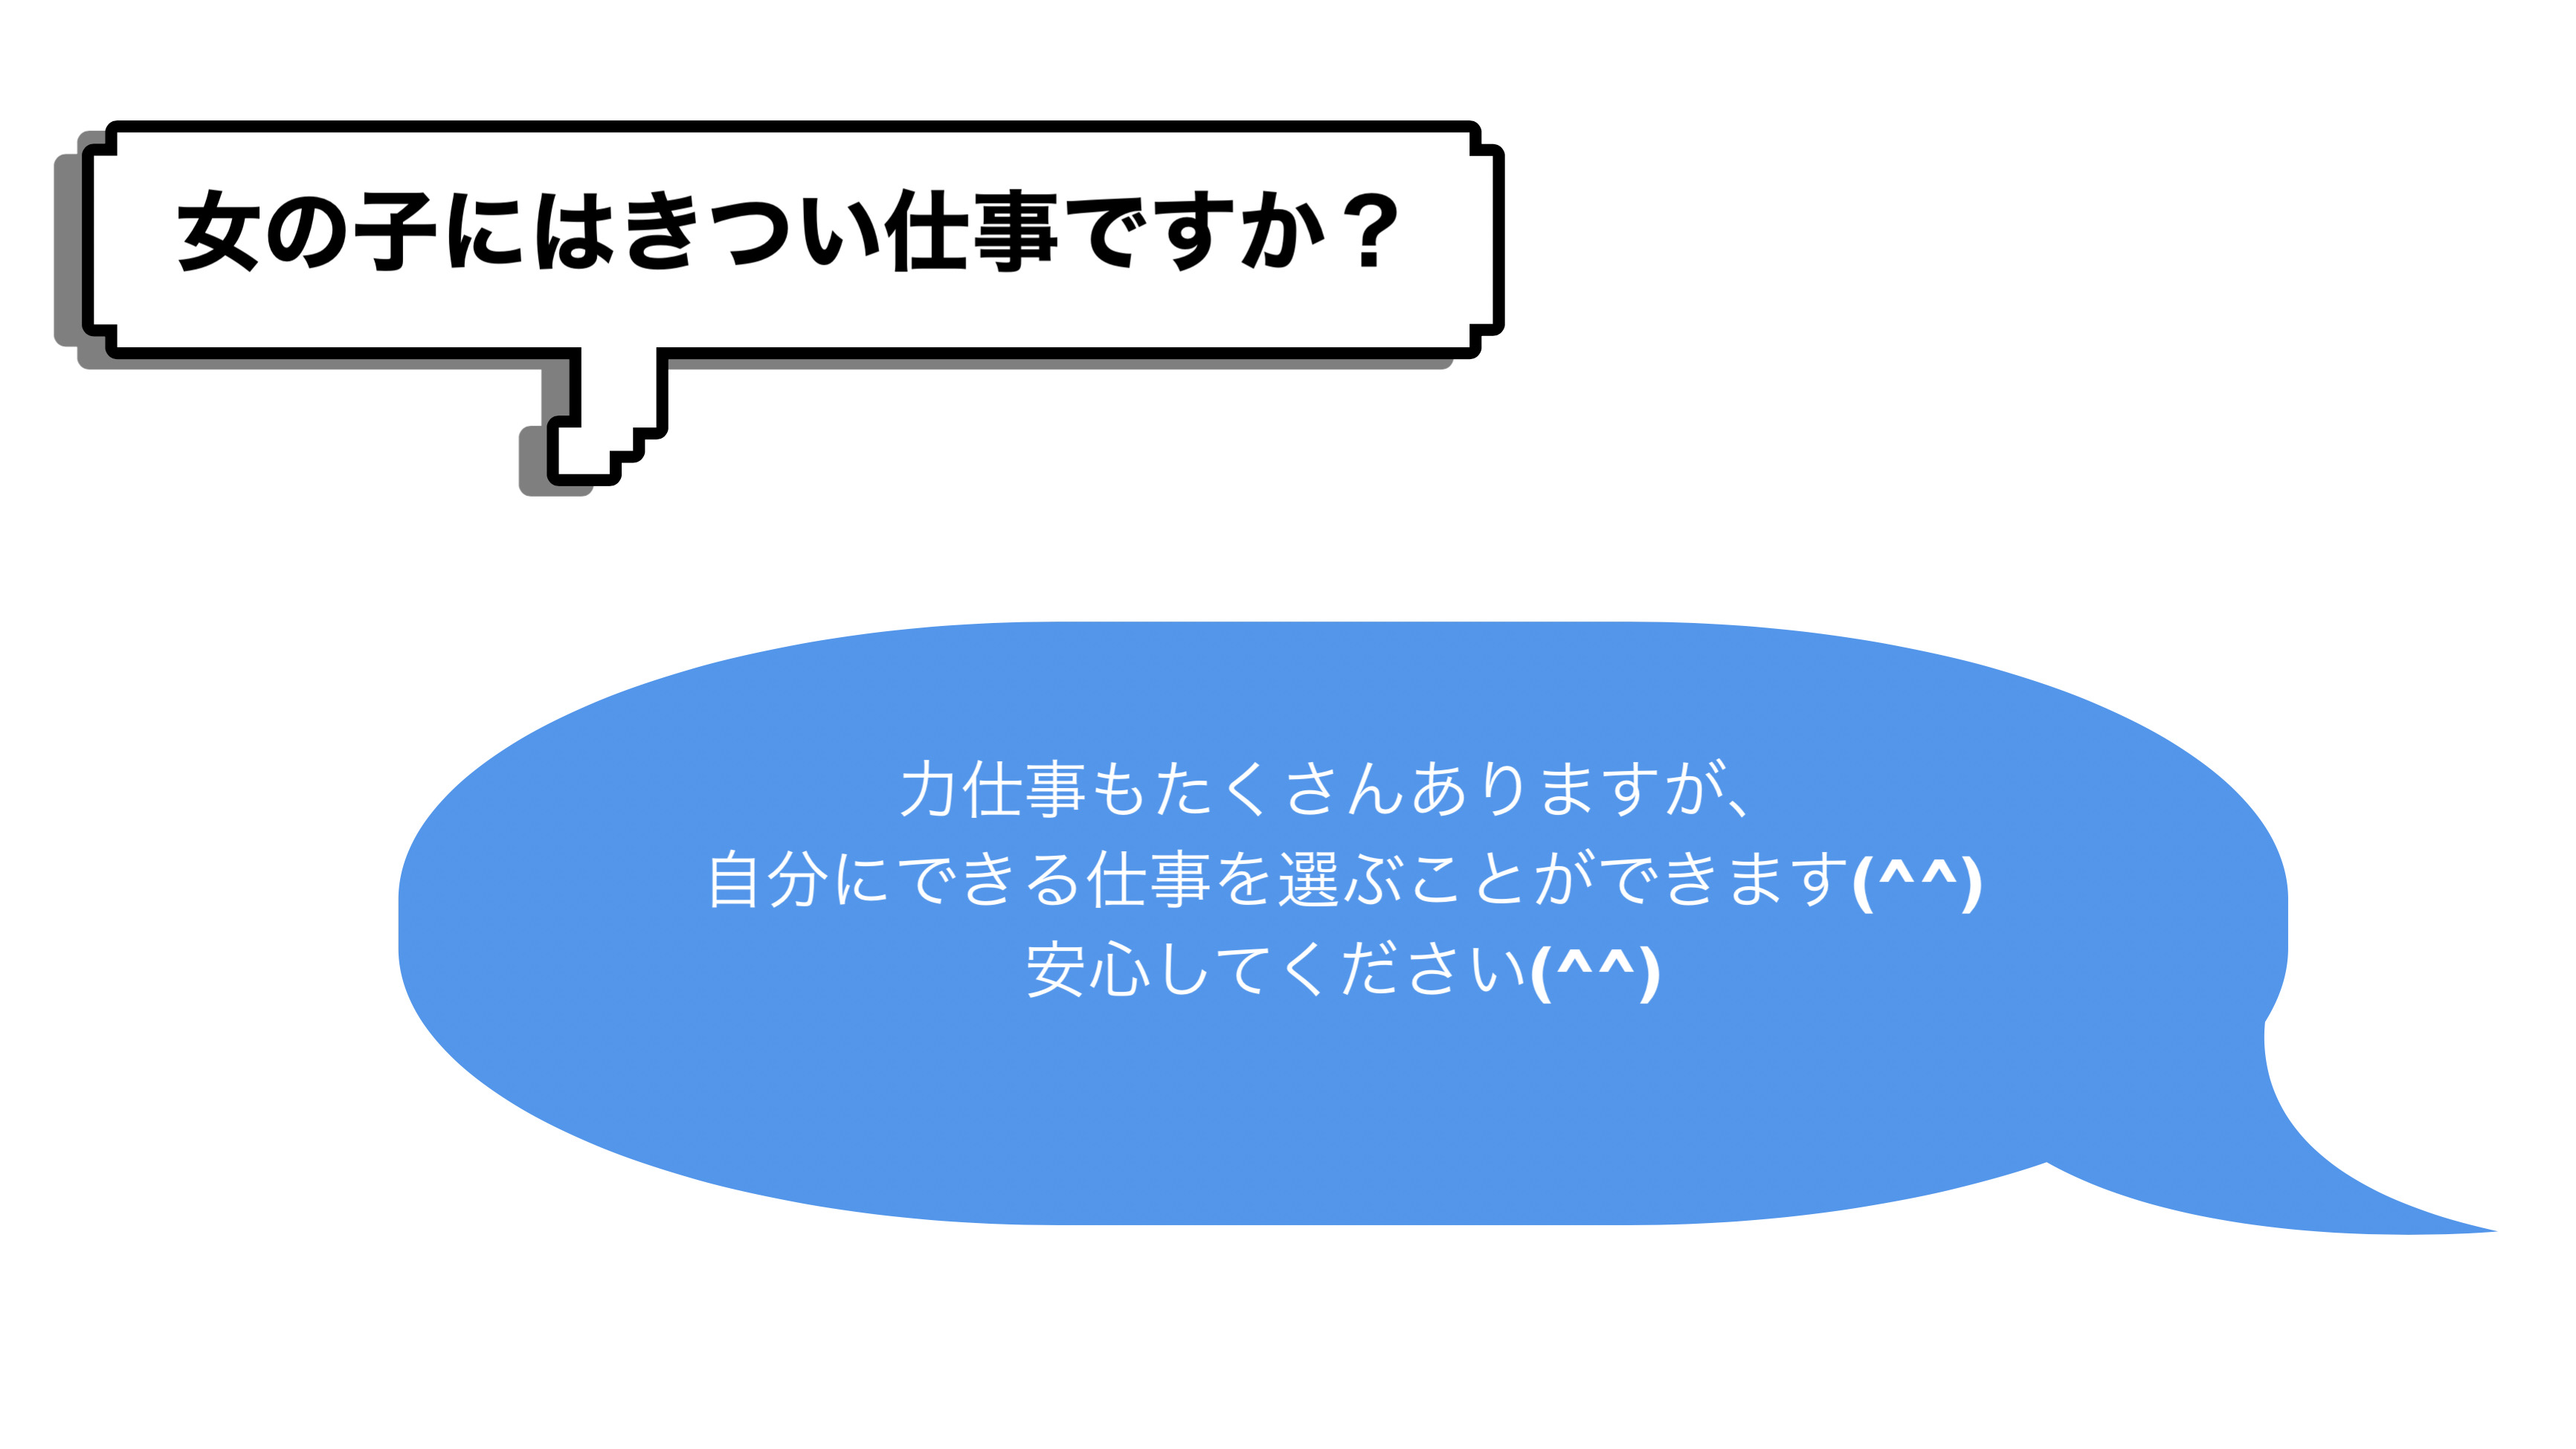 女の子にはきつい仕事ですか？
力仕事もたくさんありますが、
自分にできる仕事を選ぶことができます(^^)
安心してください(^^)